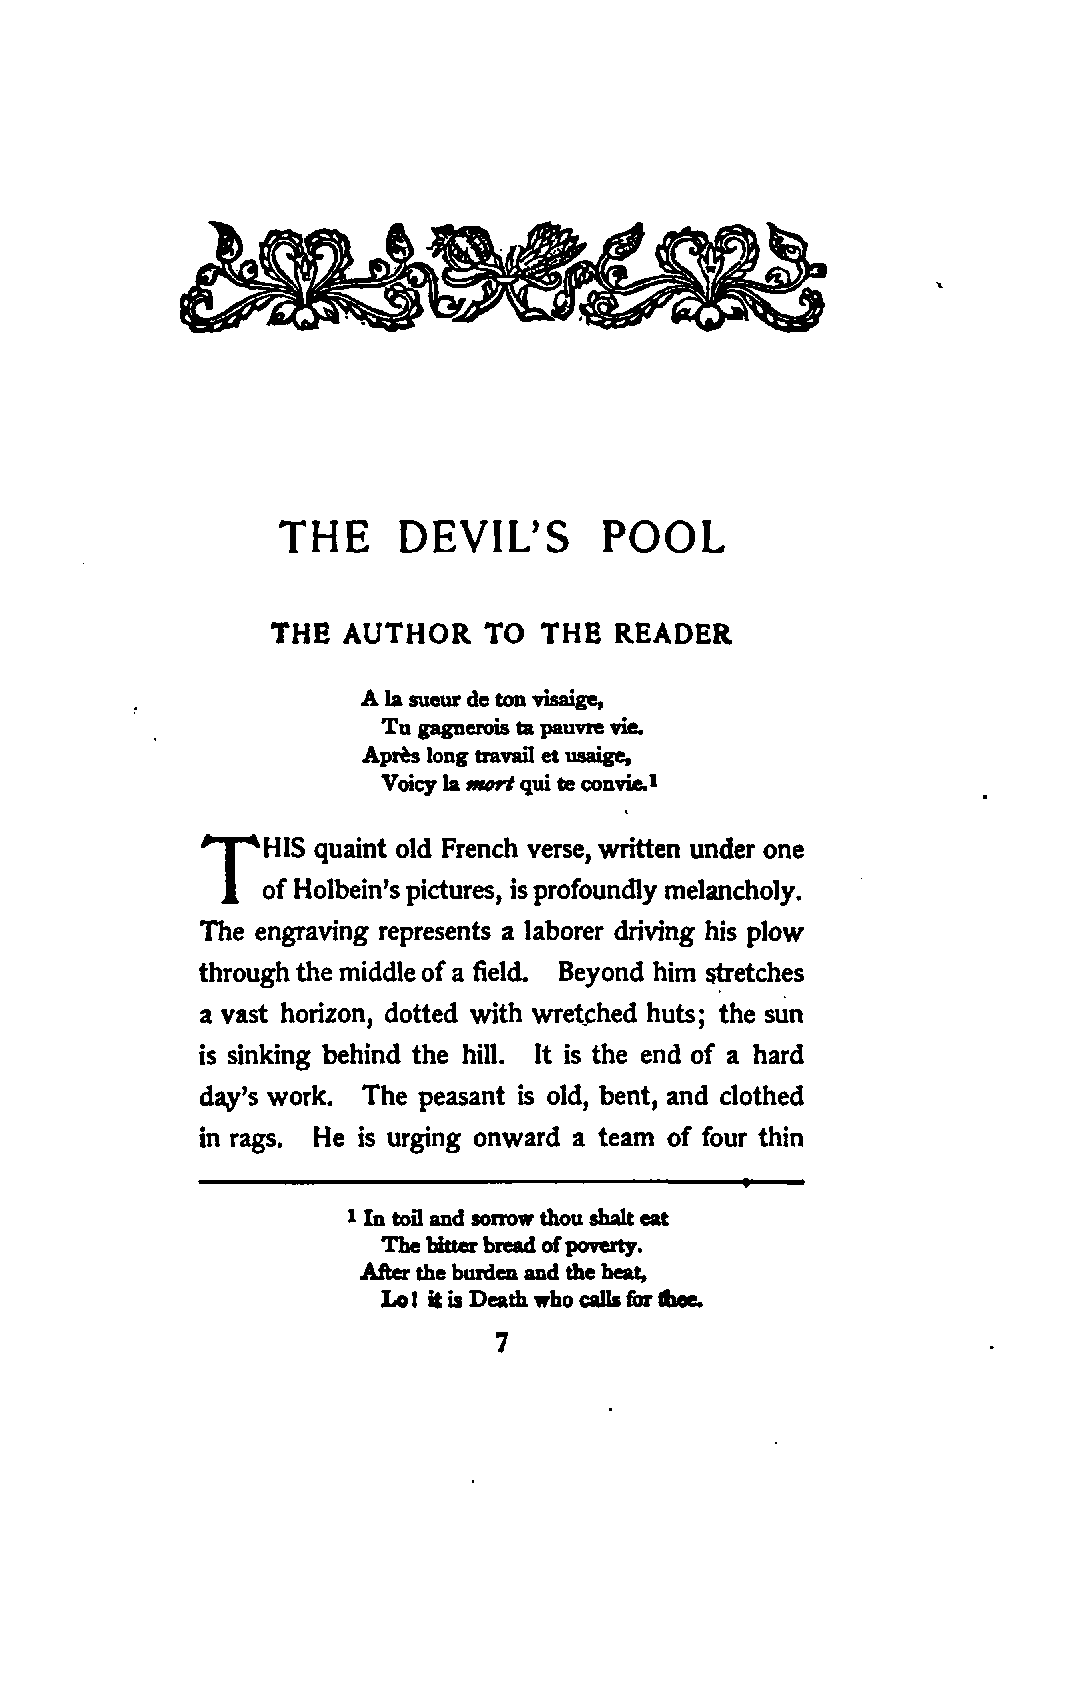 THE DEVIL'S POOL
THE AUTHOR TO THE READER
A la sueur de ton visaige,
Tu gagnerois ta pauvre vie.
Après long travail et usaige,
Voicy la mort qui te convie.¹
THIS quaint old French verse, written under one
of Holbein's pictures, is profoundly melancholy.
The engraving represents a laborer driving his plow
through the middle of a field. Beyond him stretches
a vast horizon, dotted with wretched huts; the sun
is sinking behind the hill. It is the end of a hard
day's work. The peasant is old, bent, and clothed
in rags. He is urging onward a team of four thin
¹ In toil and sorrow thou shalt eat
The bitter bread of poverty.
After the burden and the heat,
Lo! it is Death who calls for thee.
7